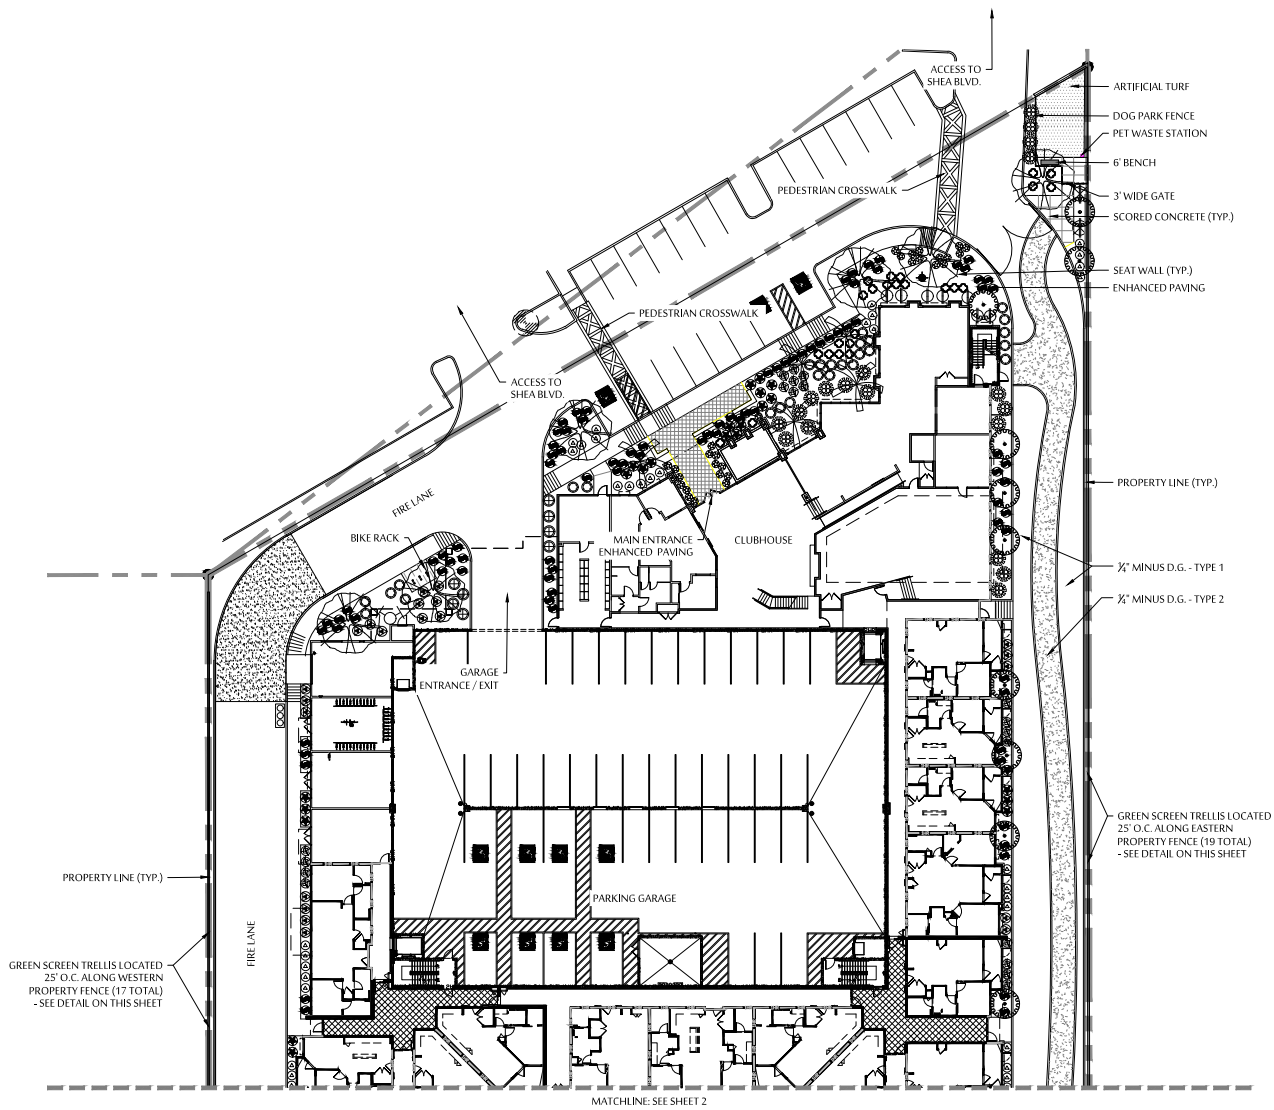 ACCESS TO
SHEA BLVD.
ARTIFICIAL TURF
DOG PARK FENCE
PET WASTE STATION
6' BENCH
PEDESTRIAN CROSSWALK
3' WIDE GATE
SCORED CONCRETE (TYP.)
SEAT WALL (TYP.)
ENHANCED PAVING
PEDESTRIAN CROSSWALK
ACCESS TO
SHEA BLVD.
PROPERTY LINE (TYP.)
FIRE LANE
BIKE RACK
MAIN ENTRANCE
ENHANCED PAVING
CLUBHOUSE
¼" MINUS D.G. - TYPE 1
¼" MINUS D.G. - TYPE 2
GARAGE
ENTRANCE / EXIT
GREEN SCREEN TRELLIS LOCATED
25' O.C. ALONG EASTERN
PROPERTY FENCE (19 TOTAL)
- SEE DETAIL ON THIS SHEET
PROPERTY LINE (TYP.)
PARKING GARAGE
FIRE LANE
GREEN SCREEN TRELLIS LOCATED
25' O.C. ALONG WESTERN
PROPERTY FENCE (17 TOTAL)
- SEE DETAIL ON THIS SHEET
MATCHLINE: SEE SHEET 2